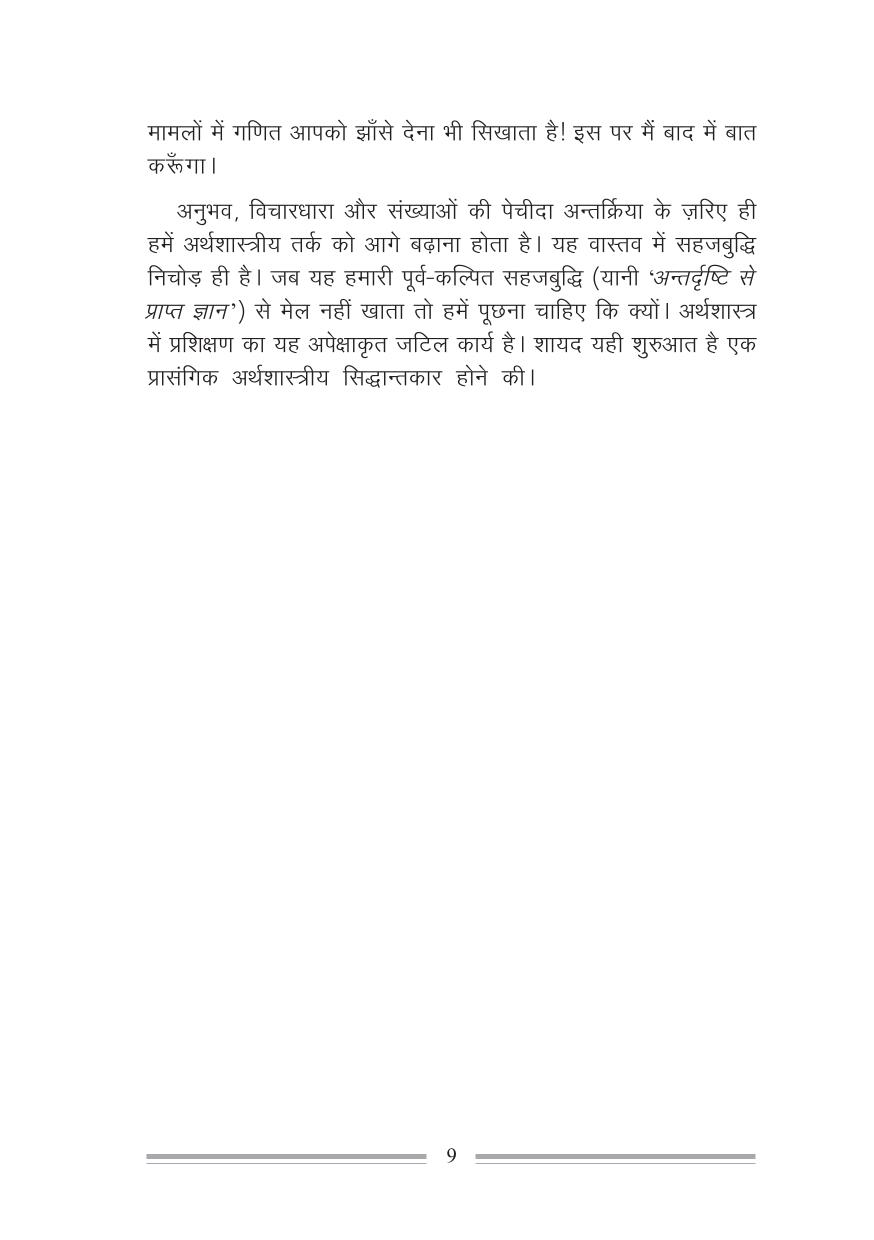 मामलों में गणित आपको झाँसे देना भी सिखाता है! इस पर मैं बाद में बात
करूँगा।
अनुभव, विचारधारा और संख्याओं की पेचीदा अन्तर्क्रिया के ज़रिए ही
हमें अर्थशास्त्रीय तर्क को आगे बढ़ाना होता है। यह वास्तव में सहजबुद्धि
निचोड़ ही है। जब यह हमारी पूर्व-कल्पित सहजबुद्धि (यानी ‘अन्तर्दृष्टि से
प्राप्त ज्ञान’) से मेल नहीं खाता तो हमें पूछना चाहिए कि क्यों। अर्थशास्त्र
में प्रशिक्षण का यह अपेक्षाकृत जटिल कार्य है। शायद यही शुरुआत है एक
प्रासंगिक अर्थशास्त्रीय सिद्धान्तकार होने की।
9